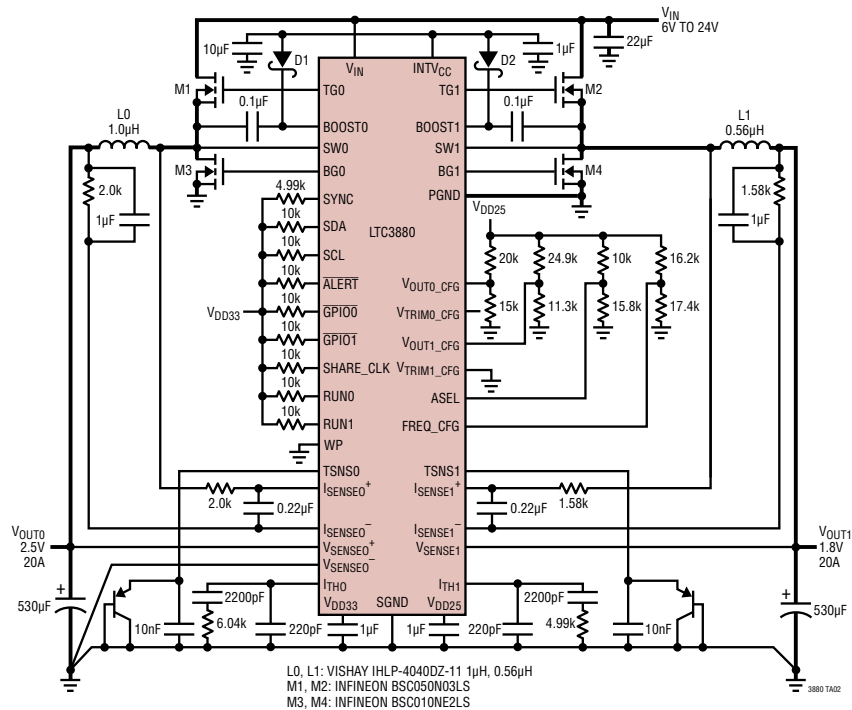 VIN
6V TO 24V
10µF
D1
1µF
D2
22µF
VIN
INTVCC
M1
TG0
TG1
M2
0.1µF
0.1µF
L0
1.0µH
BOOST0
BOOST1
L1
0.56µH
SW0
SW1
M3
BG0
BG1
M4
PGND
2.0k
1µF
1.58k
1µF
4.99k
SYNC
VDD25
10k
SDA
LTC3880
10k
SCL
20k
24.9k
10k
16.2k
10k
ALERT
VOUT0_CFG
15k
11.3k
15.8k
17.4k
VDD33
10k
GPIO0
VTRIM0_CFG
10k
GPIO1
VOUT1_CFG
10k
SHARE_CLK
VTRIM1_CFG
10k
RUN0
ASEL
10k
RUN1
FREQ_CFG
WP
TSNS0
TSNS1
ISENSE0+
ISENSE1+
2.0k
0.22µF
0.22µF
1.58k
ISENSE0–
ISENSE1–
VOUT0
2.5V
20A
VSENSE0+
VSENSE1
VOUT1
1.8V
20A
VSENSE0–
ITH0
ITH1
+
530µF
10nF
2200pF
6.04k
220pF
VDD33
1µF
SGND
VDD25
1µF
220pF
2200pF
4.99k
10nF
+
530µF
L0, L1: VISHAY IHLP-4040DZ-11 1µH, 0.56µH
M1, M2: INFINEON BSC050N03LS
M3, M4: INFINEON BSC010NE2LS
3880 TA02